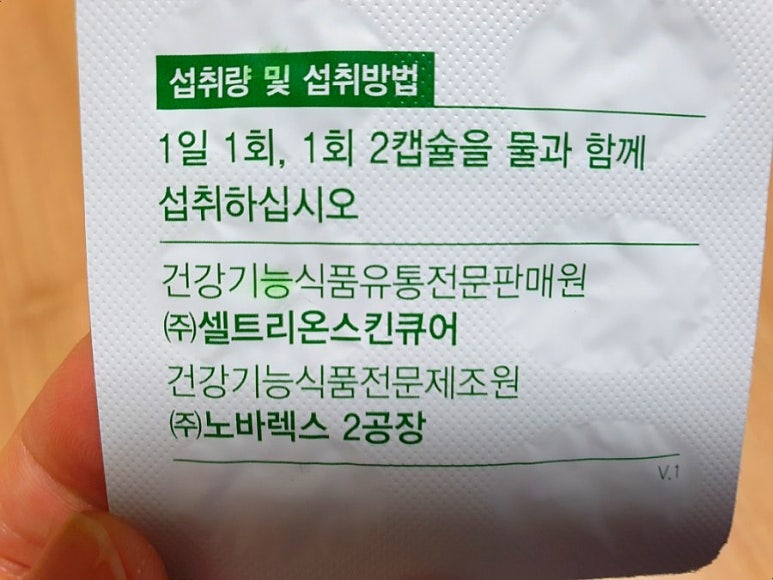 섭취량 및 섭취방법
1일 1회, 1회 2캡슐을 물과 함께
섭취하십시오
건강기능식품유통전문판매원
㈜셀트리온스킨큐어
건강기능식품전문제조원
㈜노바렉스 2공장
V.1